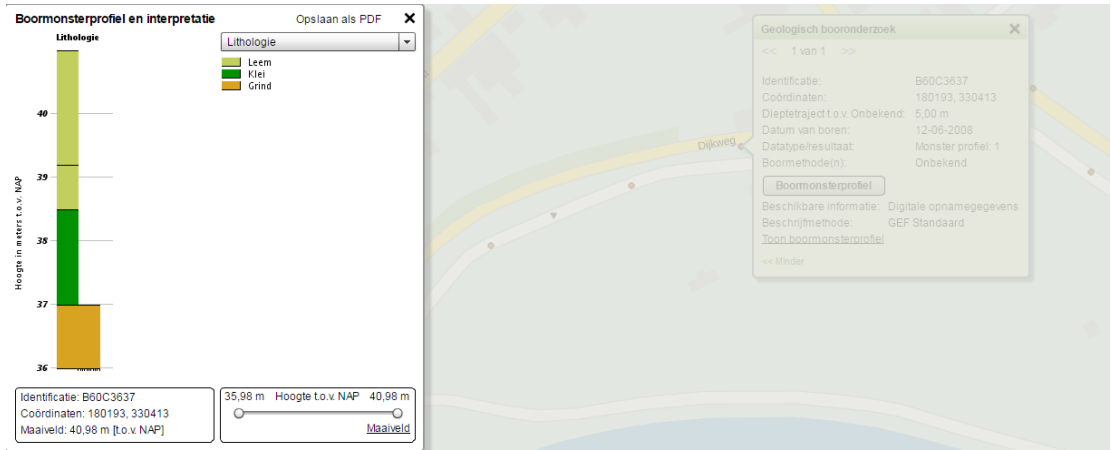 Boormonsterprofiel en interpretatie
Opslaan als PDF
Lithologie
Lithologie
Leem
Klei
Grind
Hoogte in meters t.o.v. NAP
40
39
38
37
36
Identificatie: B60C3637
Coördinaten: 180193, 330413
Maaiveld: 40,98 m [t.o.v. NAP]
35,98 m Hoogte t.o.v. NAP 40,98 m
Maaiveld
Dijkweg
Geologisch booronderzoek
<< 1 van 1 >>
Identificatie: B60C3637
Coördinaten: 180193, 330413
Dieptetraject t.o.v. Onbekend: 5,00 m
Datum van boren: 12-06-2008
Datatype/resultaat: Monster profiel: 1
Boormethode(n): Onbekend
Boormonsterprofiel
Beschikbare informatie: Digitale opnamegegevens
Beschrijfmethode: GEF Standaard
Toon boormonsterprofiel
<< Minder